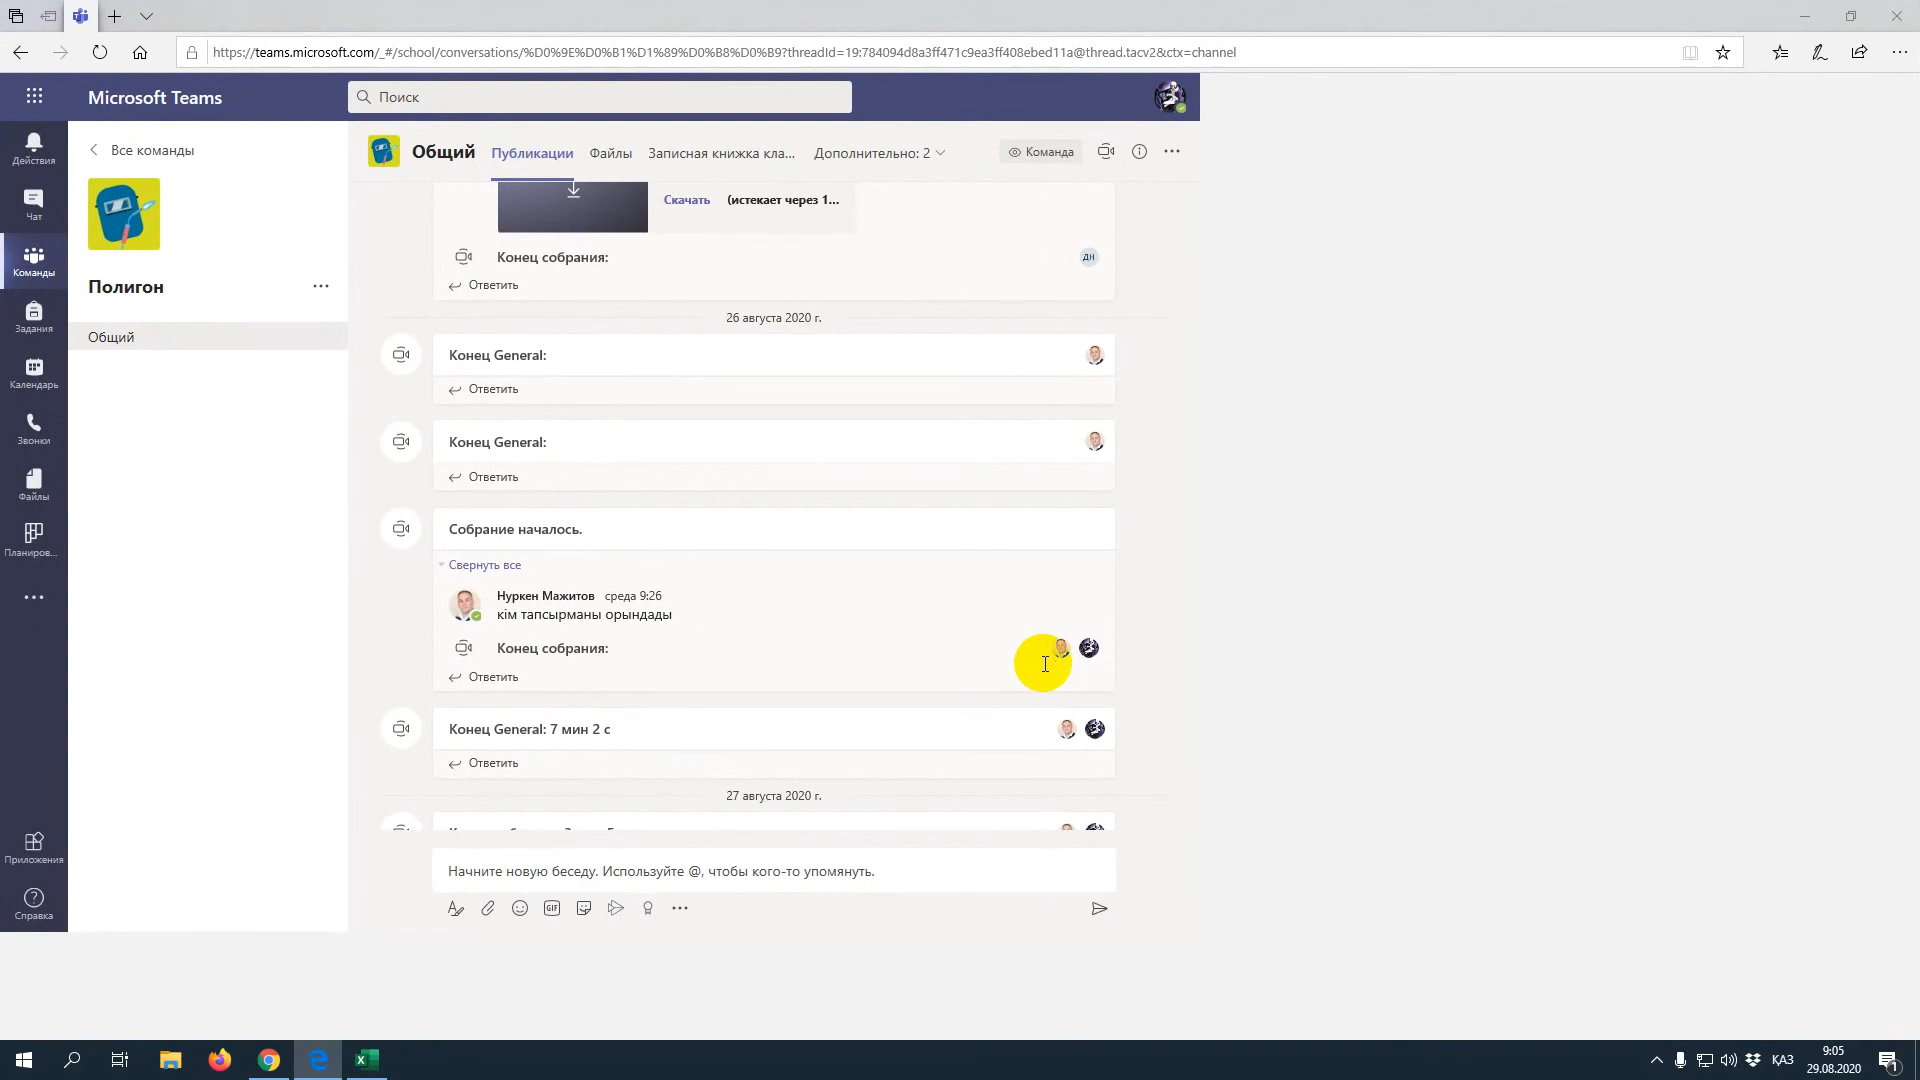 https://teams.microsoft.com/_#/school/conversations/%D0%9E%D0%B1%D1%89%D0%B8%D0%B9?threadId=19:784094d8a3ff471c9ea3ff408ebed11a@thread.tacv2&ctx=channel
Microsoft Teams
Поиск
Действия
Чат
Команды
Задания
Календарь
Звонки
Файлы
Планиров...
Приложения
Справка
Все команды
Полигон
Общий
Общий
Публикации
Файлы
Записная книжка кла...
Дополнительно: 2
Команда
Скачать
(истекает через 1...
Конец собрания:
ДН
Ответить
26 августа 2020 г.
Конец General:
Ответить
Конец General:
Ответить
Собрание началось.
Свернуть все
Нуркен Мажитов среда 9:26
кім тапсырманы орындады
Конец собрания:
Ответить
Конец General: 7 мин 2 с
Ответить
27 августа 2020 г.
Начните новую беседу. Используйте @, чтобы кого-то упомянуть.
GIF
ҚАЗ
9:05
29.08.2020
1